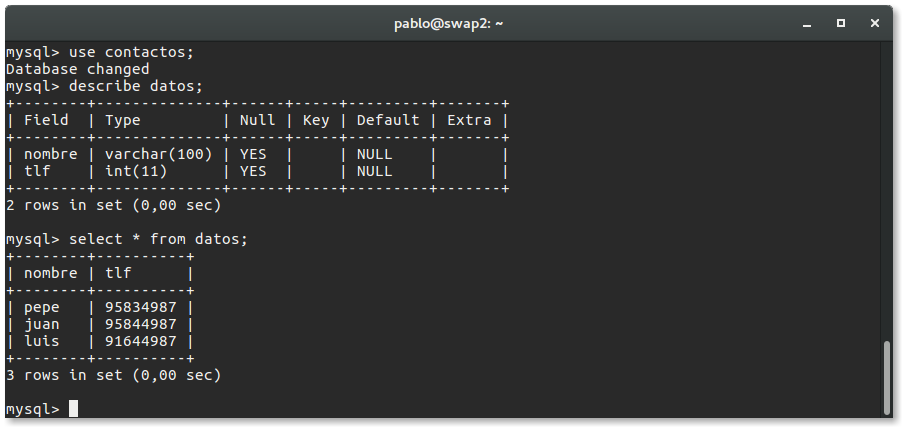 pablo@swap2: ~
mysql> use contactos;
Database changed
mysql> describe datos;
+--------+--------------+------+-----+---------+-------+
| Field  | Type         | Null | Key | Default | Extra |
+--------+--------------+------+-----+---------+-------+
| nombre | varchar(100) | YES  |     | NULL    |       |
| tlf    | int(11)      | YES  |     | NULL    |       |
+--------+--------------+------+-----+---------+-------+
2 rows in set (0,00 sec)
mysql> select * from datos;
+--------+----------+
| nombre | tlf      |
+--------+----------+
| pepe   | 95834987 |
| juan   | 95844987 |
| luis   | 91644987 |
+--------+----------+
3 rows in set (0,00 sec)
mysql>